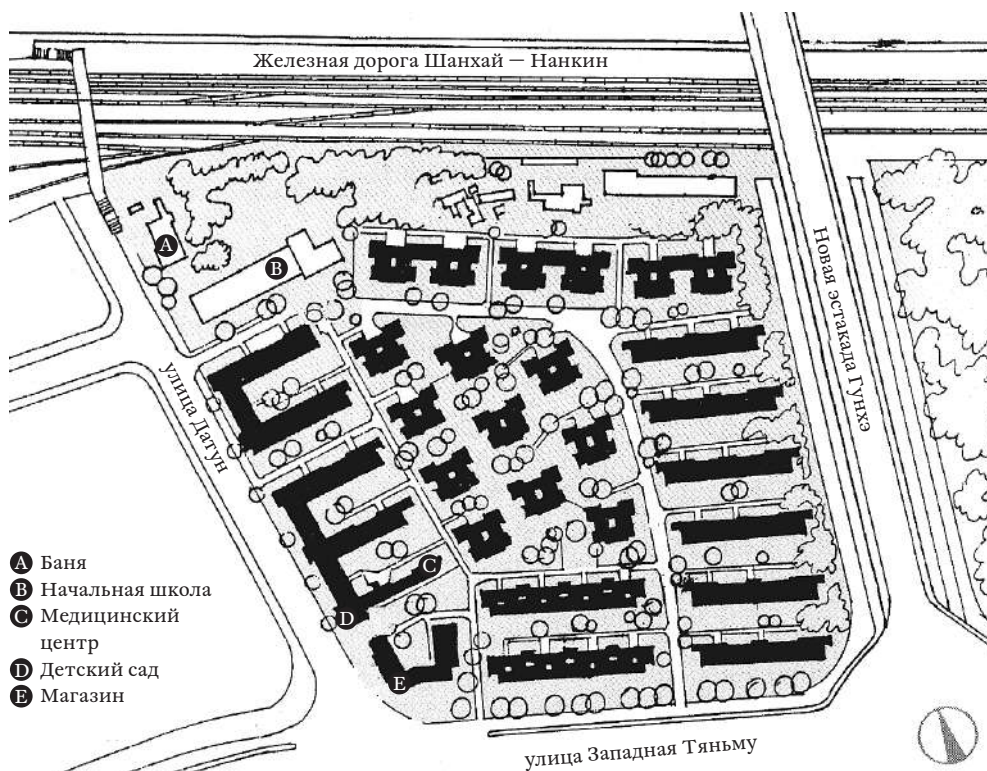 Железная дорога Шанхай — Нанкин
A
B
Новая эстакада Гунхэ
улица Датун
C
D
E
A Баня
B Начальная школа
C Медицинский
центр
D Детский сад
E Магазин
улица Западная Тяньму